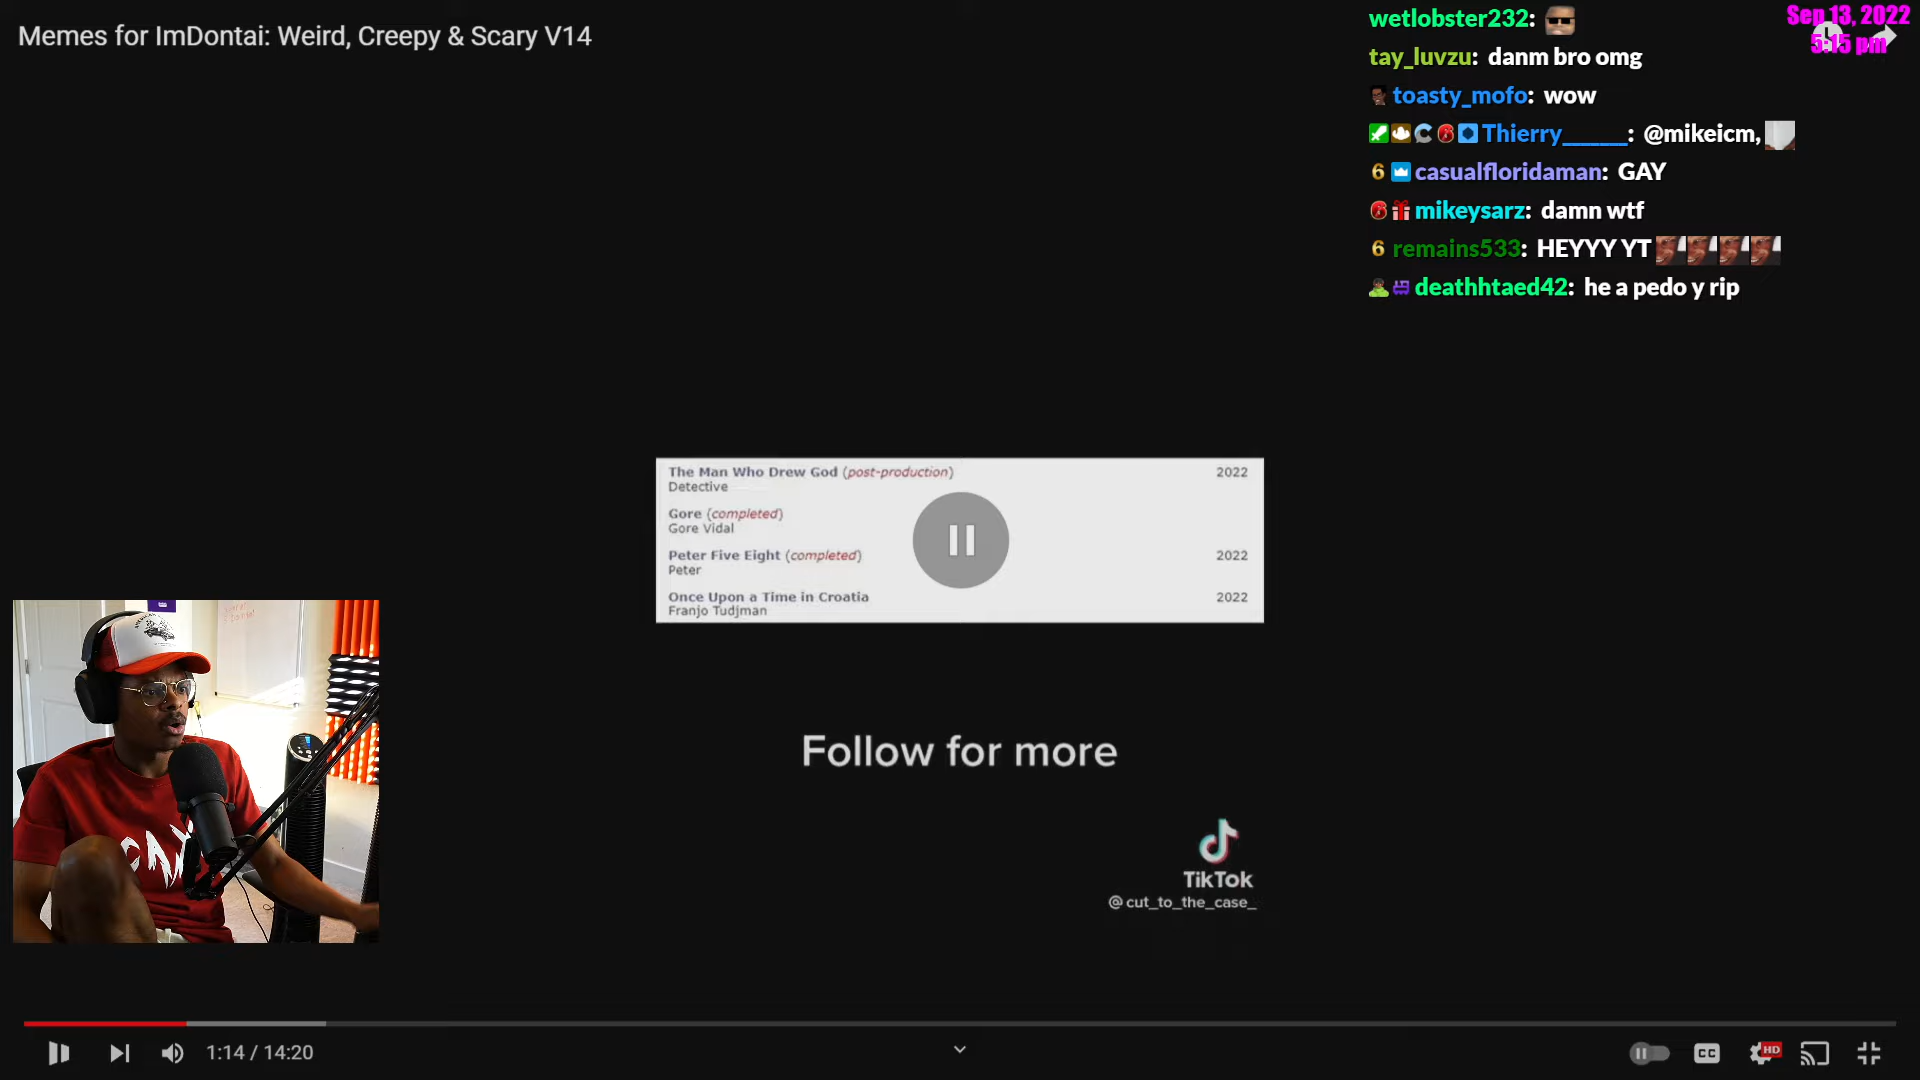 Memes for ImDontai: Weird, Creepy & Scary V14
wetlobster232:
tay_luvzu: danm bro omg
toasty_mofo: wow
Thierry______: @mikeicm,
6 casualfloridaman: GAY
mikeysarz: damn wtf
6 remains533: HEYYY YT
deathhtaed42: he a pedo y rip
Sep 13, 2022
5:15 pm
The Man Who Drew God (post-production) 2022
Detective
Gore (completed)
Gore Vidal
Peter Five Eight (completed) 2022
Peter
Once Upon a Time in Croatia 2022
Franjo Tudjman
Follow for more
TikTok
@cut_to_the_case_
1:14 / 14:20
CC
HD